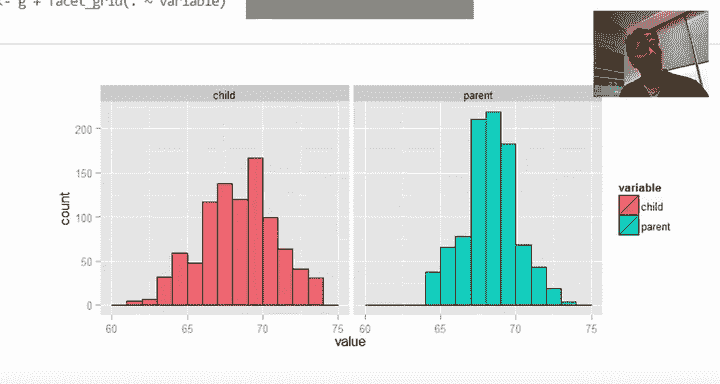 <- g + facet_grid(. ~ variable)
child
parent
count
200
150
100
50
0
60 65 70 75 60 65 70 75
value
variable
child
parent